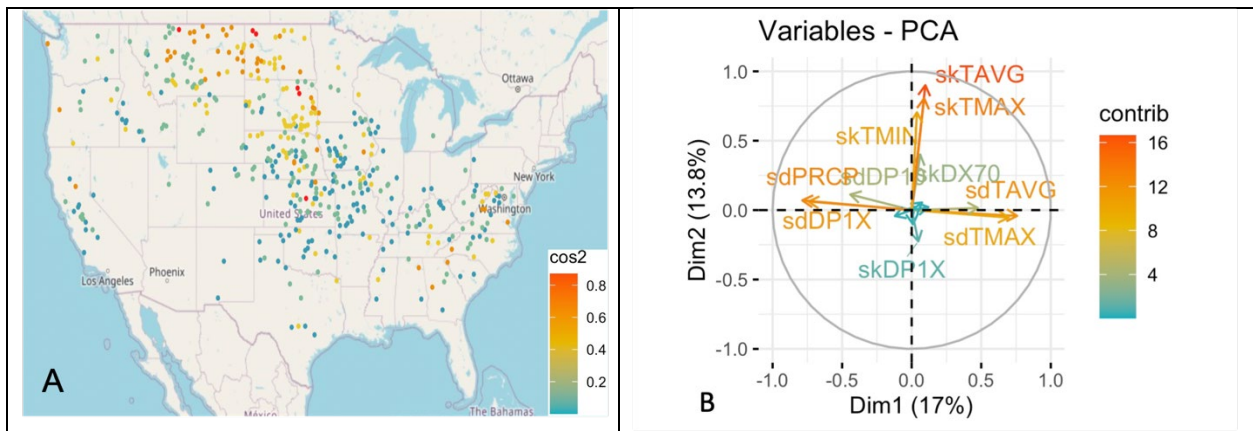 Ottawa
New York
Washington
United States
Los Angeles
Phoenix
México
The Bahamas
cos2
0.8
0.6
0.4
0.2
A
Variables - PCA
1.0
0.5
0.0
-0.5
-1.0
Dim2 (13.8%)
skTAVG
skTMAX
skTMIN
skDX70
sdPRCP
sdTAVG
sdDP1X
sdTMAX
skDP1X
-1.0 -0.5 0.0 0.5 1.0
Dim1 (17%)
contrib
16
12
8
4
B